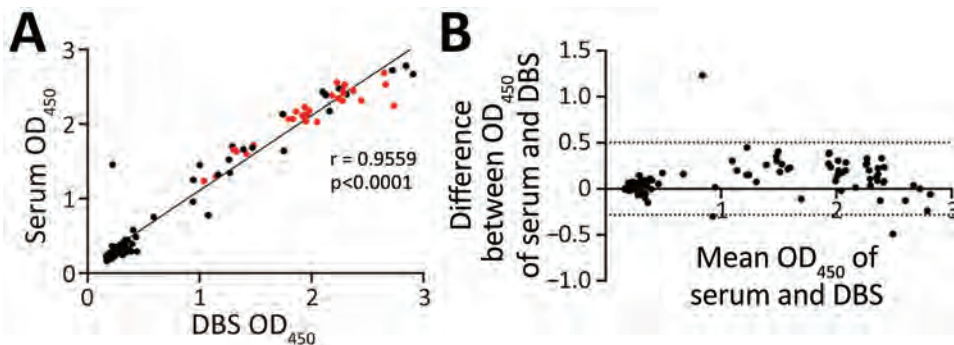 A
Serum OD450
3
2
1
0
0
1
2
3
DBS OD450
r = 0.9559
p<0.0001
B
Difference
between OD450
of serum and DBS
1.5
1.0
0.5
0
−0.5
−1.0
1
2
3
Mean OD450 of
serum and DBS